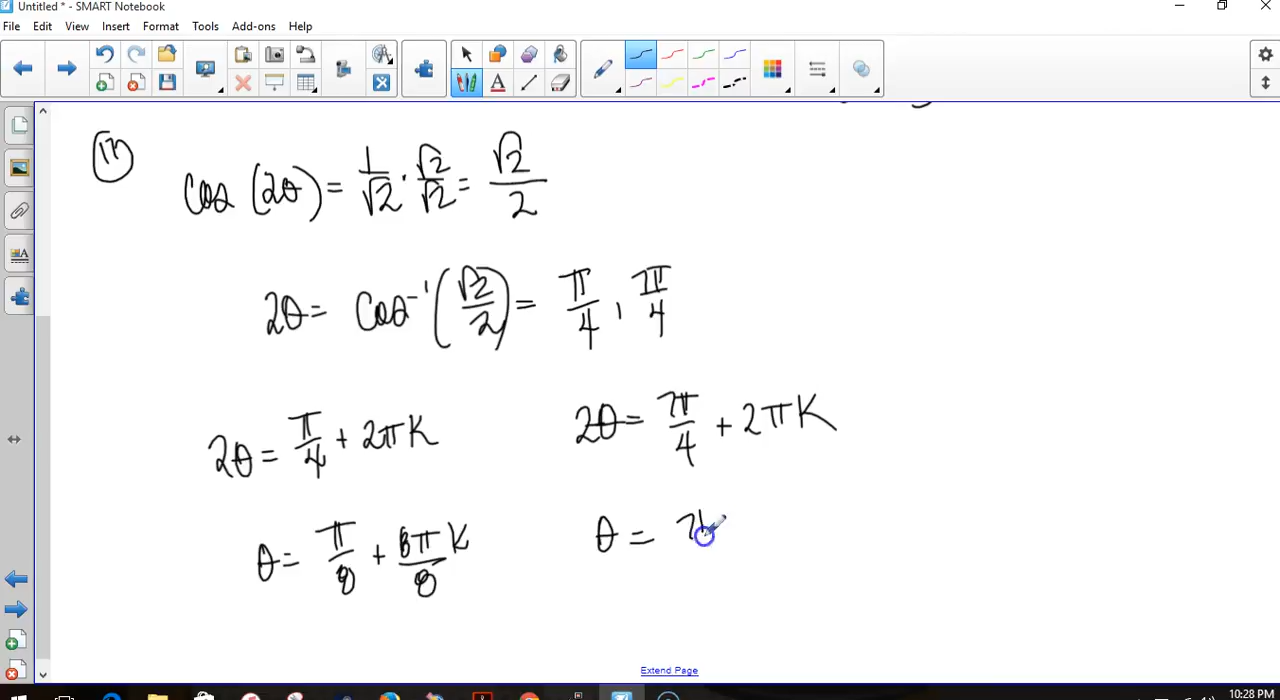 Untitled * - SMART Notebook
File Edit View Insert Format Tools Add-ons Help
17
cos (2θ) = 1/√2 · √2/√2 = √2/2
2θ = cos⁻¹(√2/2) = π/4, 7π/4
2θ = π/4 + 2πK 2θ = 7π/4 + 2πK
θ = π/8 + 8π/8 K θ = 7
Extend Page
10:28 PM